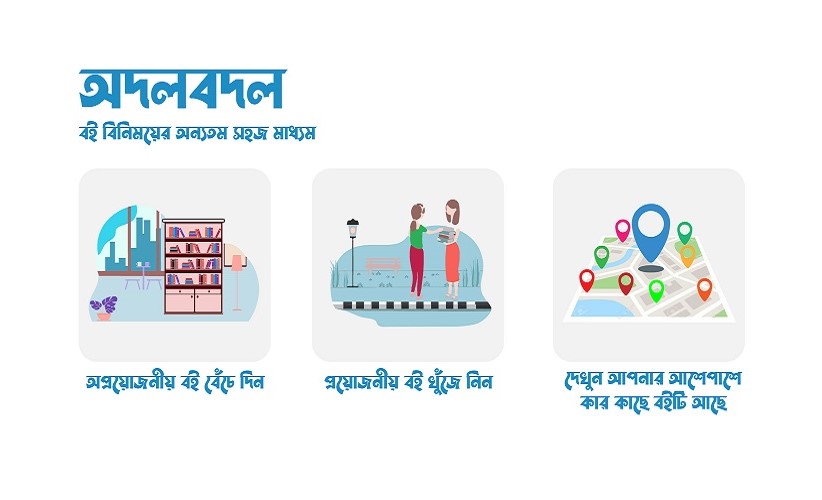 অদলবদল
বই বিনিময়ের অন্যতম সহজ মাধ্যম
অপ্রয়োজনীয় বই বেঁচে দিন
প্রয়োজনীয় বই খুঁজে নিন
দেখুন আপনার আশেপাশে
কার কাছে বইটি আছে